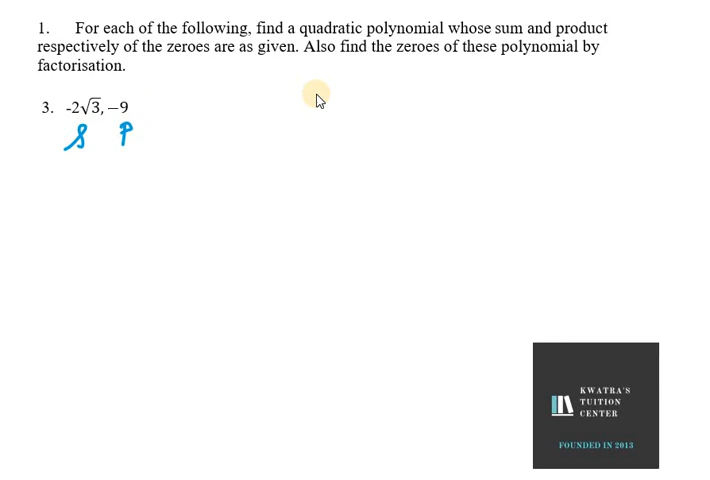 1. For each of the following, find a quadratic polynomial whose sum and product
respectively of the zeroes are as given. Also find the zeroes of these polynomial by
factorisation.
3. -2√3, −9
S P
KWATRA'S
TUITION
CENTER
FOUNDED IN 2013